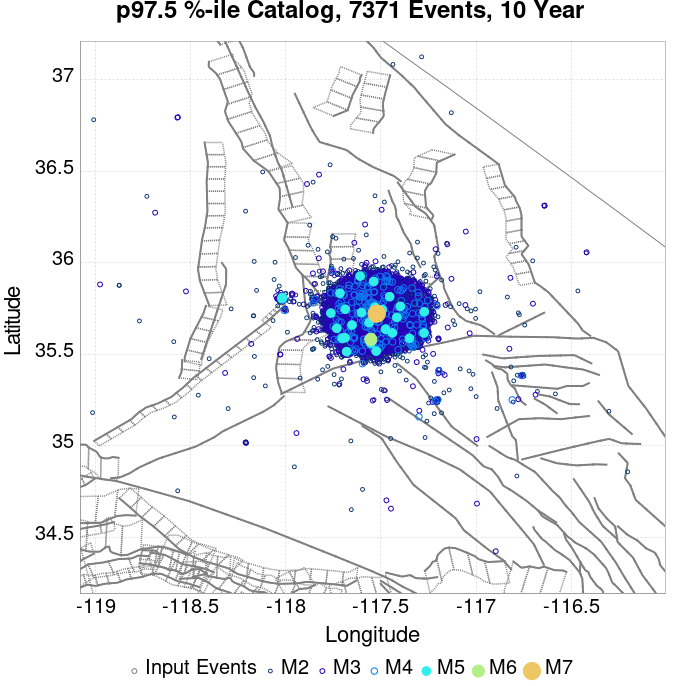 p97.5 %-ile Catalog, 7371 Events, 10 Year
37
36.5
36
35.5
35
34.5
Latitude
-119 -118.5 -118 -117.5 -117 -116.5
Longitude
Input Events M2 M3 M4 M5 M6 M7